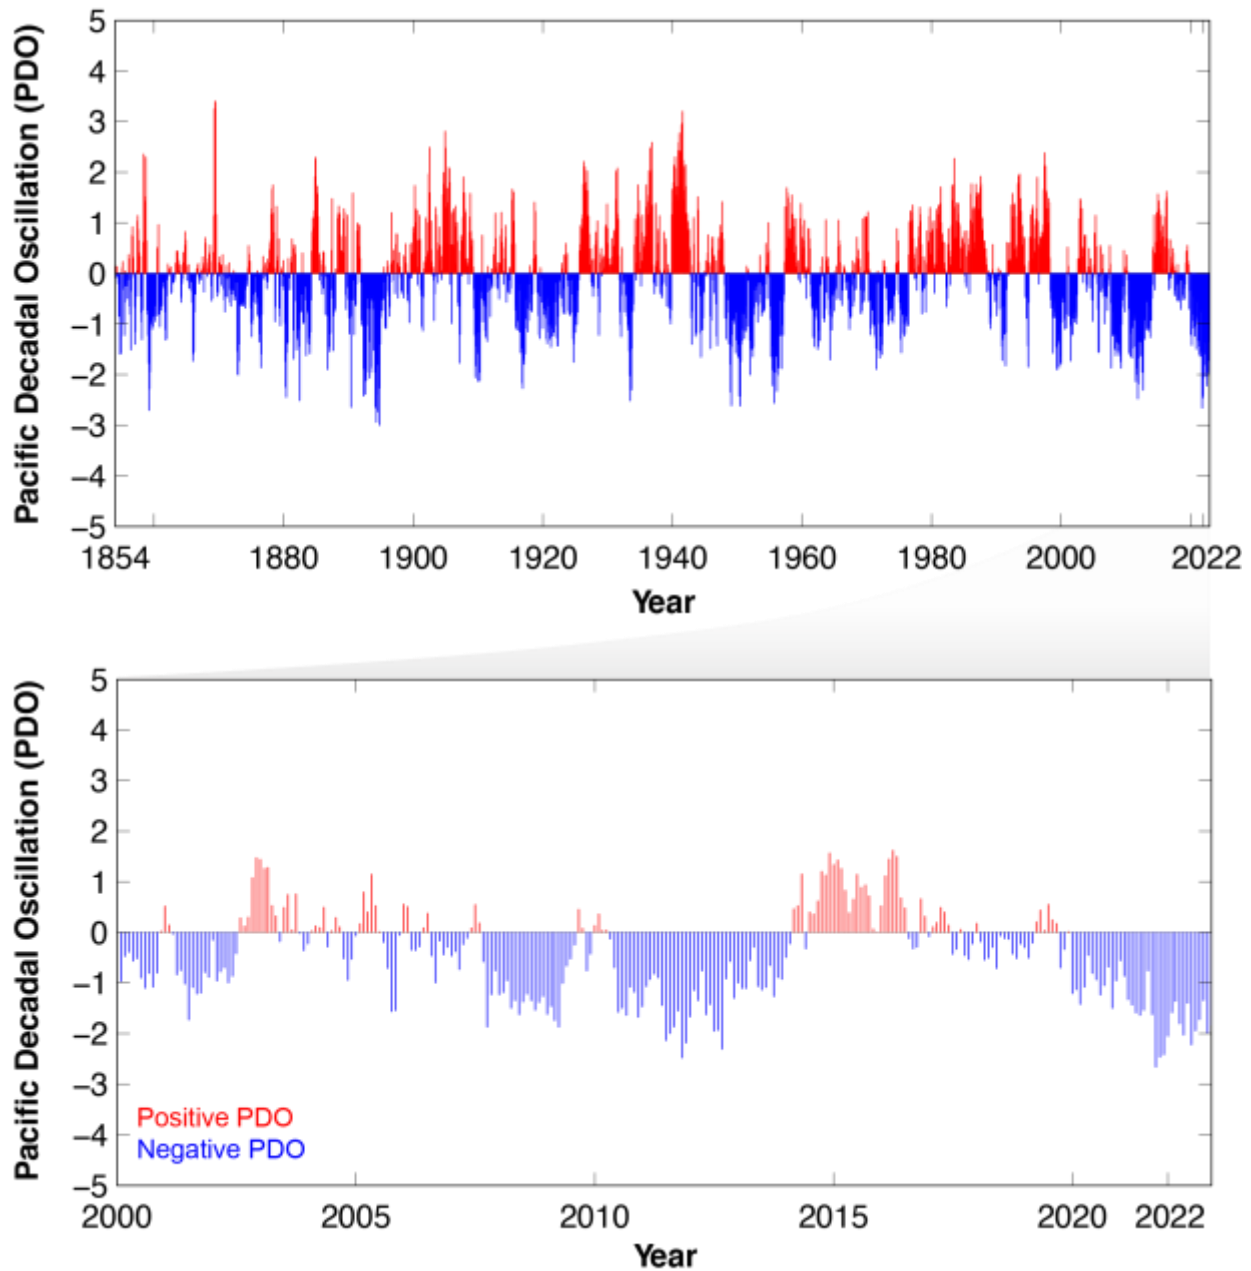 Pacific Decadal Oscillation (PDO)
5
4
3
2
1
0
−1
−2
−3
−4
−5
1854 1880 1900 1920 1940 1960 1980 2000 2022
Year
Pacific Decadal Oscillation (PDO)
5
4
3
2
1
0
−1
−2
−3
−4
−5
Positive PDO
Negative PDO
2000 2005 2010 2015 2020 2022
Year